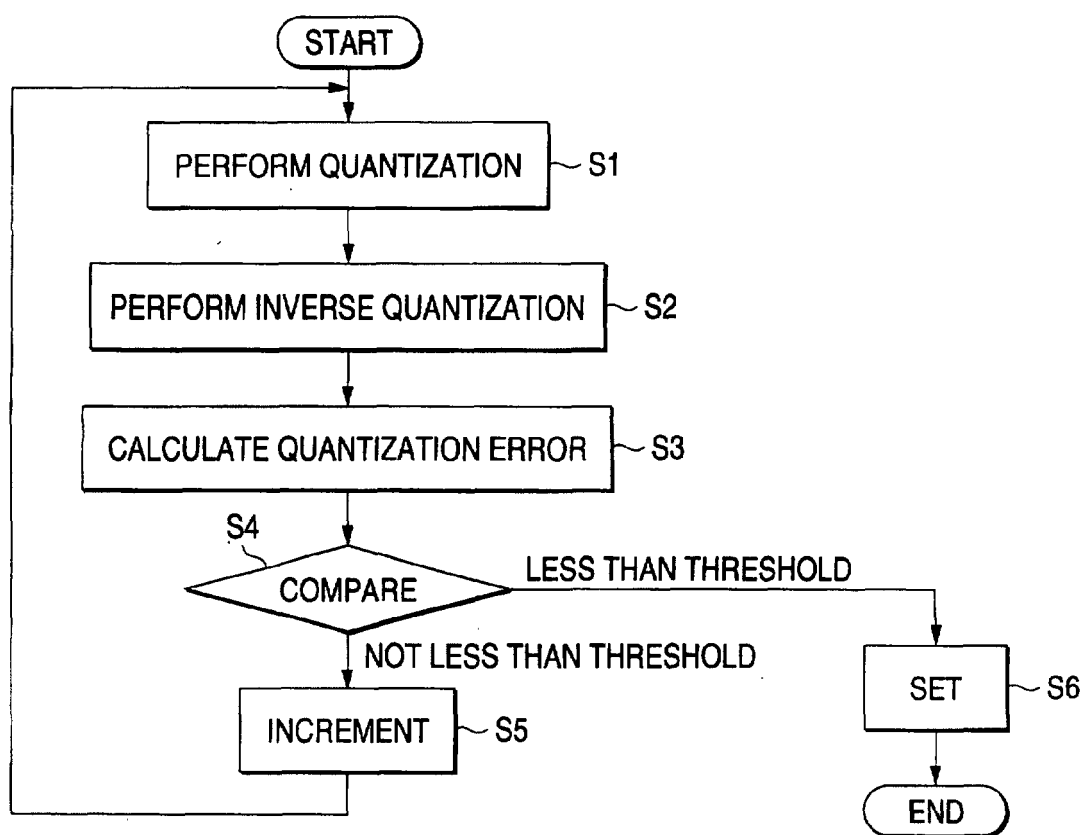 START
PERFORM QUANTIZATION
S1
PERFORM INVERSE QUANTIZATION
S2
CALCULATE QUANTIZATION ERROR
S3
S4
COMPARE
LESS THAN THRESHOLD
NOT LESS THAN THRESHOLD
SET
S6
INCREMENT
S5
END